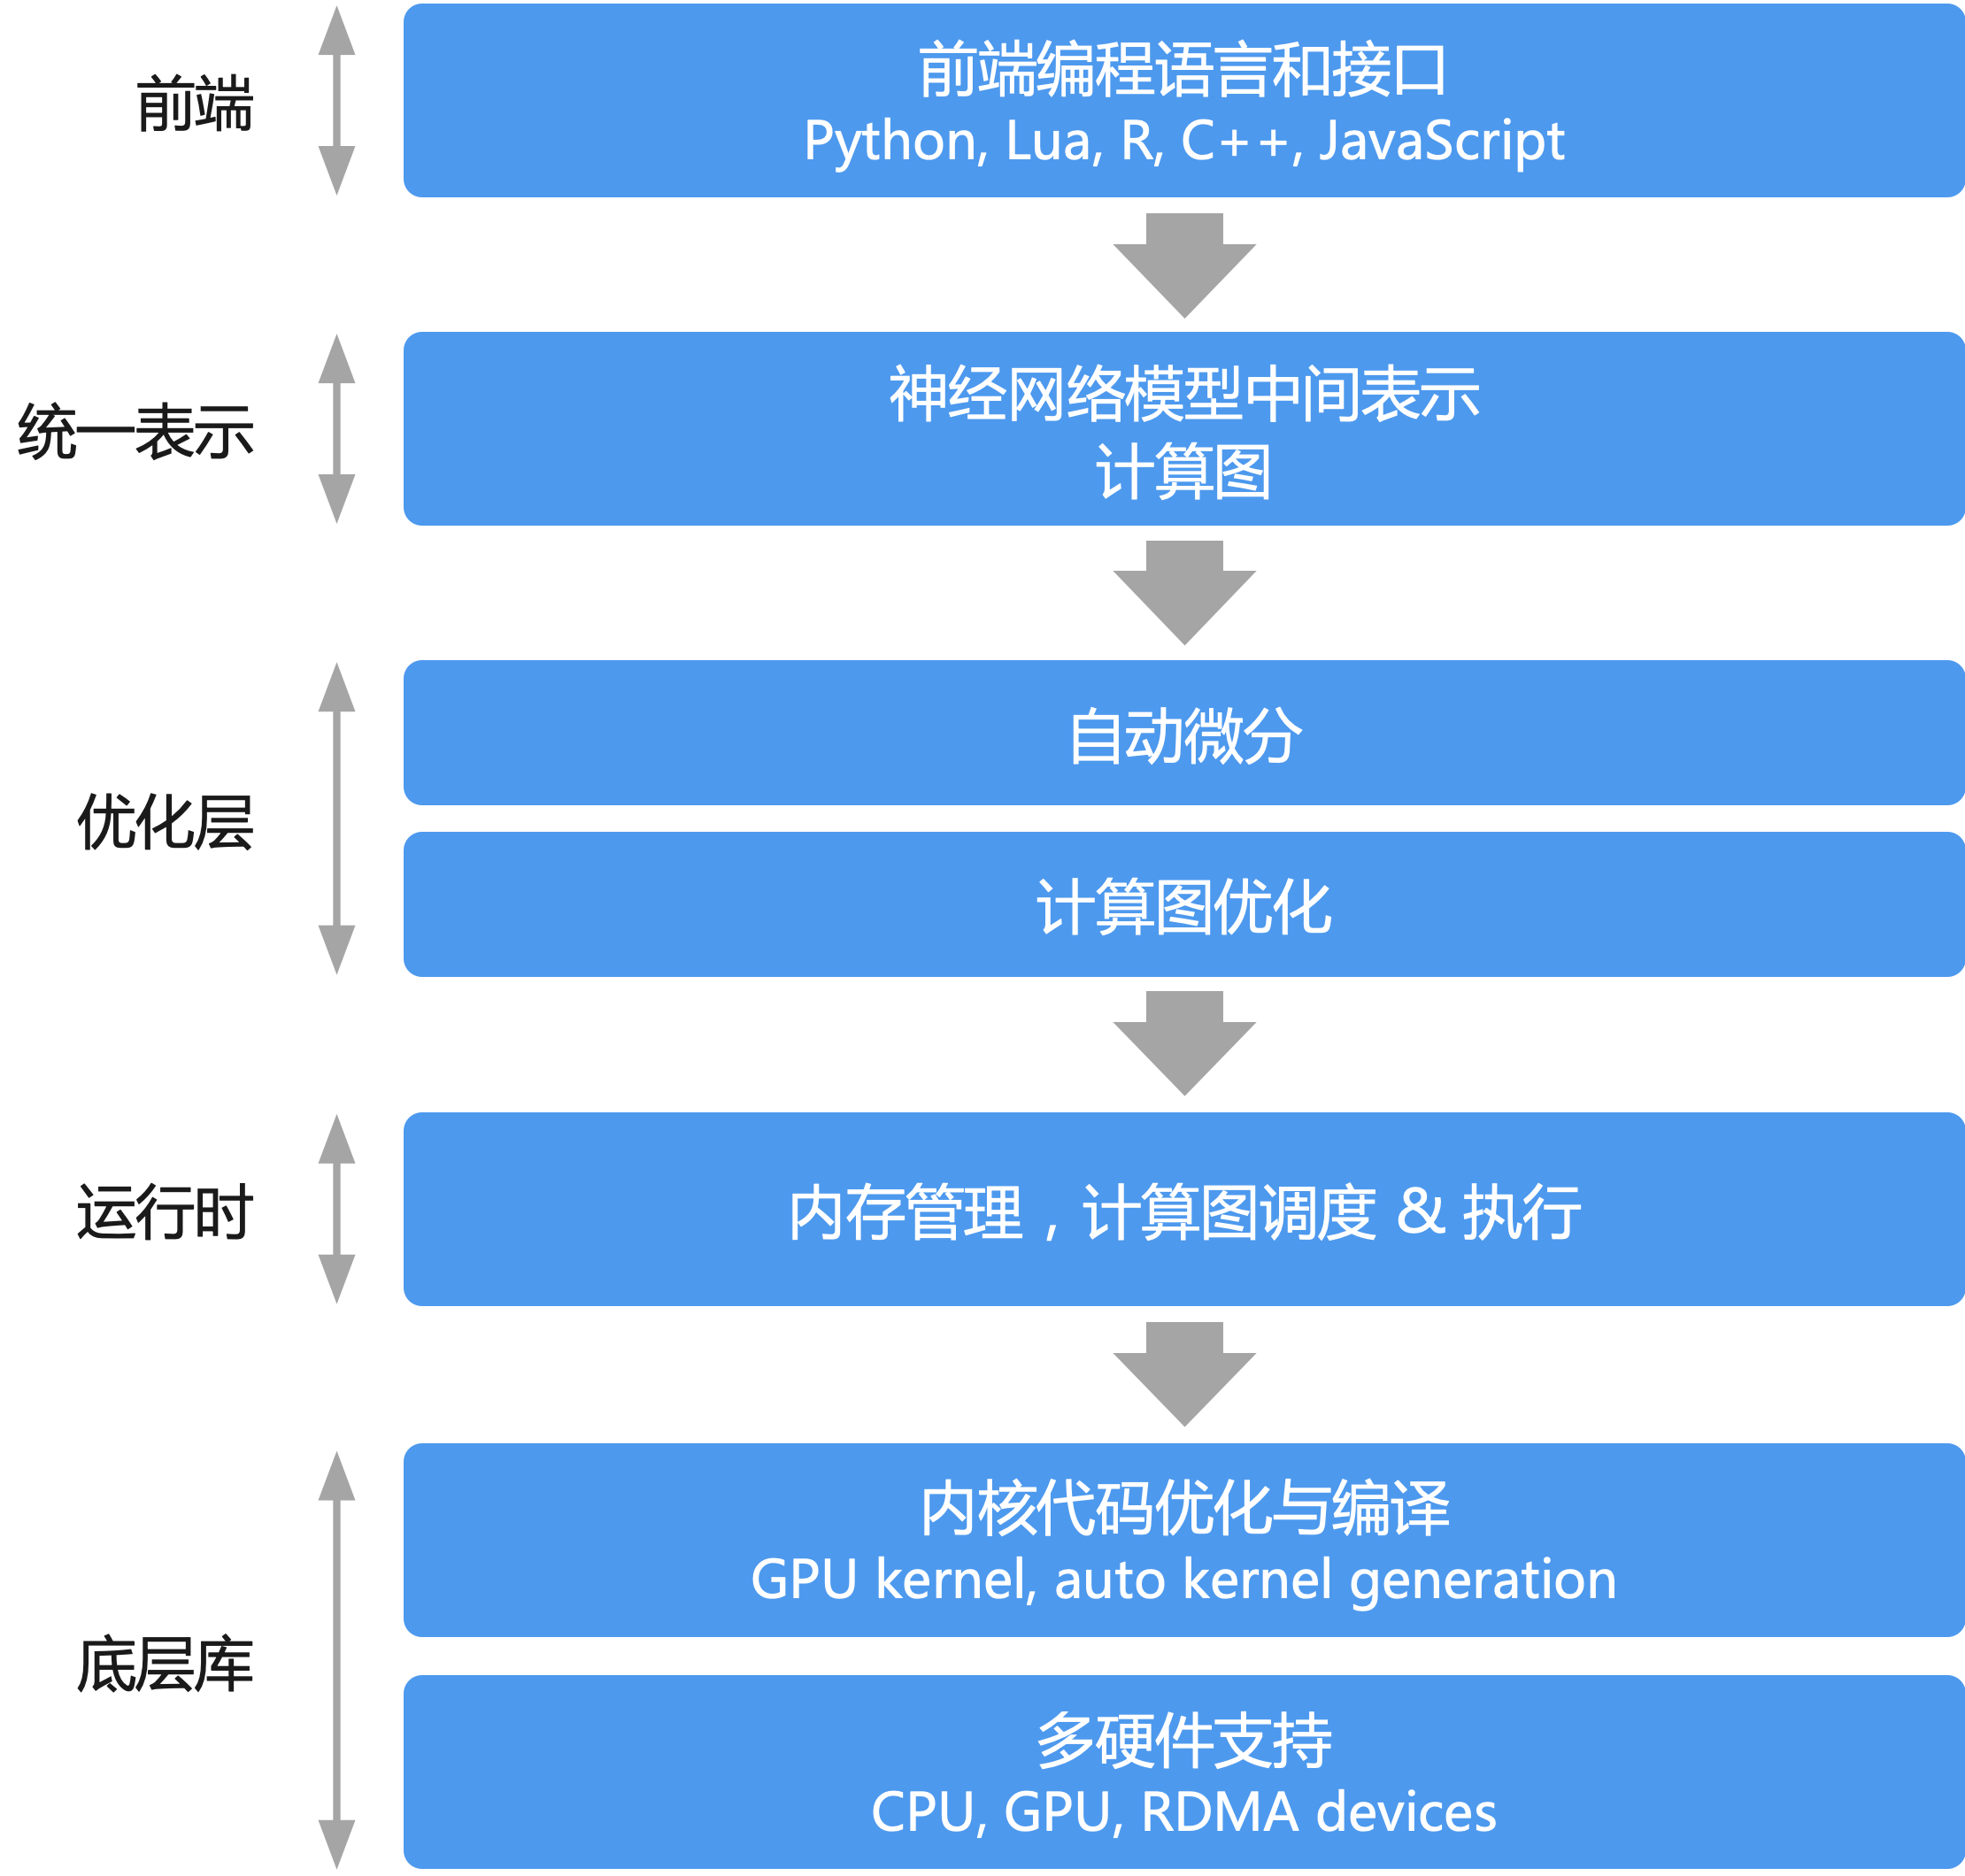 前端
前端编程语言和接口
Python, Lua, R, C++, JavaScript
统一表示
神经网络模型中间表示
计算图
优化层
自动微分
计算图优化
运行时
内存管理，计算图调度 & 执行
底层库
内核代码优化与编译
GPU kernel, auto kernel generation
多硬件支持
CPU, GPU, RDMA devices